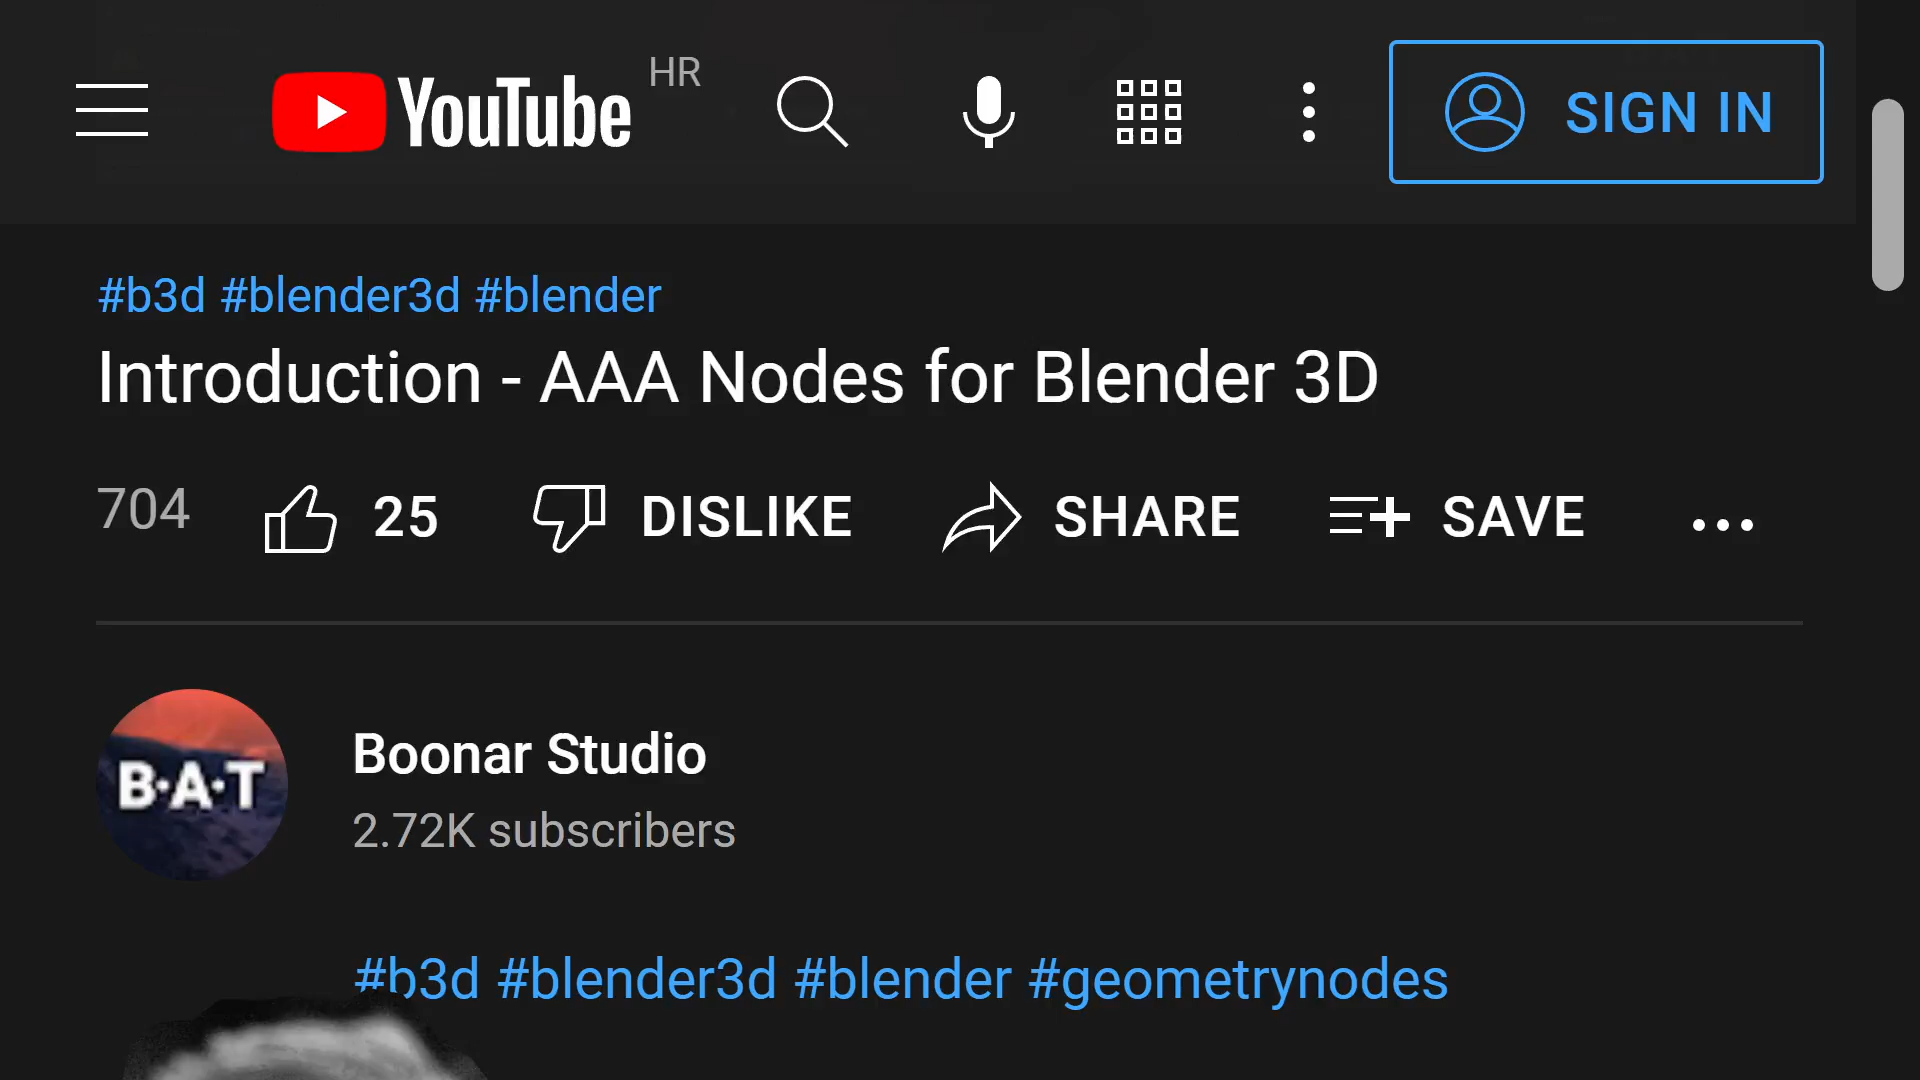 YouTube HR SIGN IN
#b3d #blender3d #blender
Introduction - AAA Nodes for Blender 3D
704 25 DISLIKE SHARE SAVE
B·A·T
Boonar Studio
2.72K subscribers
#b3d #blender3d #blender #geometrynodes